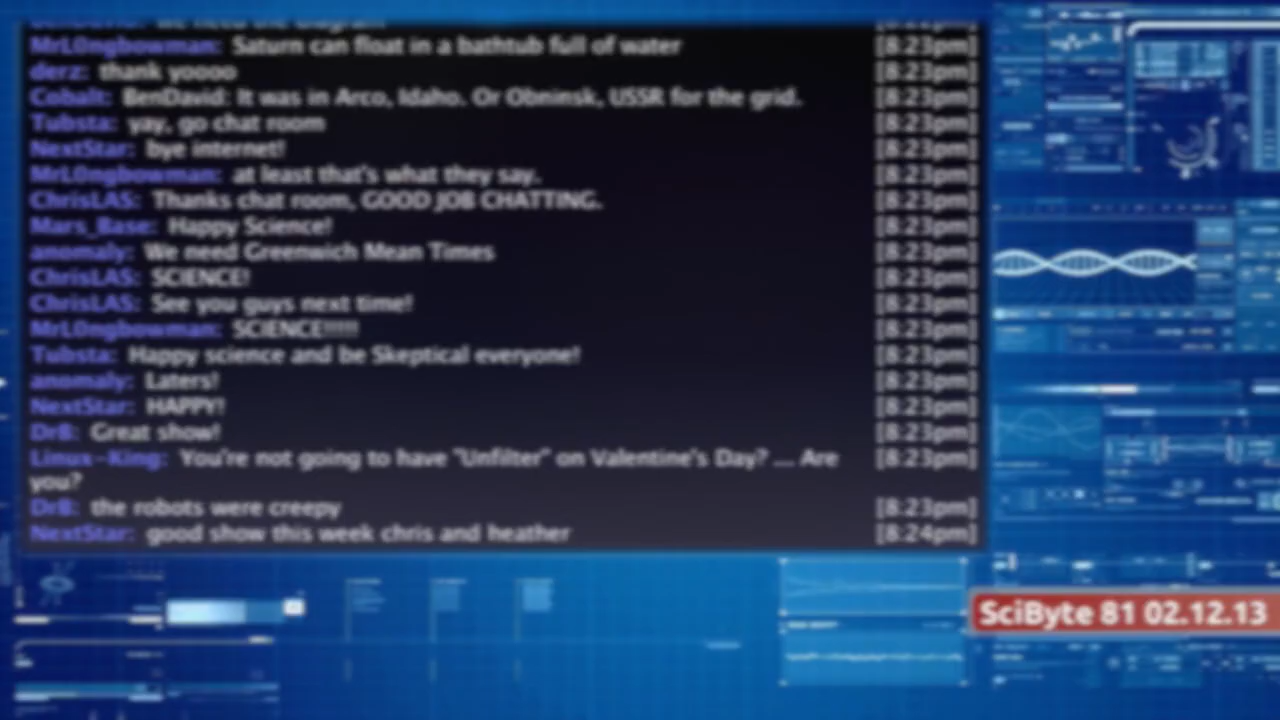 we need the diagram
MrL0ngbowman: Saturn can float in a bathtub full of water [8:23pm]
derz: thank yoooo [8:23pm]
Cobalt: BenDavid: It was in Arco, Idaho. Or Obninsk, USSR for the grid. [8:23pm]
Tubsta: yay, go chat room [8:23pm]
NextStar: bye internet! [8:23pm]
MrL0ngbowman: at least that's what they say. [8:23pm]
ChrisLAS: Thanks chat room, GOOD JOB CHATTING. [8:23pm]
Mars_Base: Happy Science! [8:23pm]
anomaly: We need Greenwich Mean Times [8:23pm]
ChrisLAS: SCIENCE! [8:23pm]
ChrisLAS: See you guys next time! [8:23pm]
MrL0ngbowman: SCIENCE!!!!! [8:23pm]
Tubsta: Happy science and be Skeptical everyone! [8:23pm]
anomaly: Laters! [8:23pm]
NextStar: HAPPY! [8:23pm]
DrB: Great show! [8:23pm]
Linux-King: You're not going to have "Unfilter" on Valentine's Day? ... Are [8:23pm]
you?
DrB: the robots were creepy [8:23pm]
NextStar: good show this week chris and heather [8:24pm]
SciByte 81 02.12.13